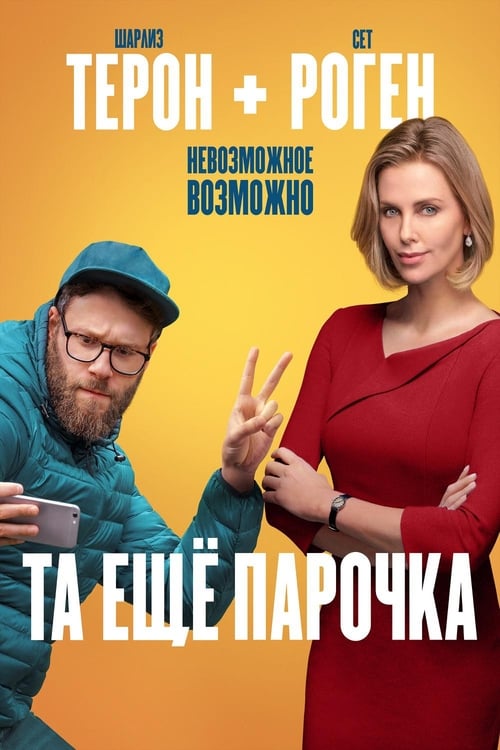 ШАРЛИЗ СЕТ
ТЕРОН + РОГЕН
НЕВОЗМОЖНОЕ
ВОЗМОЖНО
ТА ЕЩЁ ПАРОЧКА